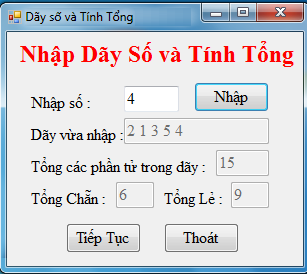 Dãy số và Tính Tổng
Nhập Dãy Số và Tính Tổng
Nhập số : 4 Nhập
Dãy vừa nhập : 2 1 3 5 4
Tổng các phần tử trong dãy : 15
Tổng Chẵn : 6 Tổng Lẻ : 9
Tiếp Tục Thoát